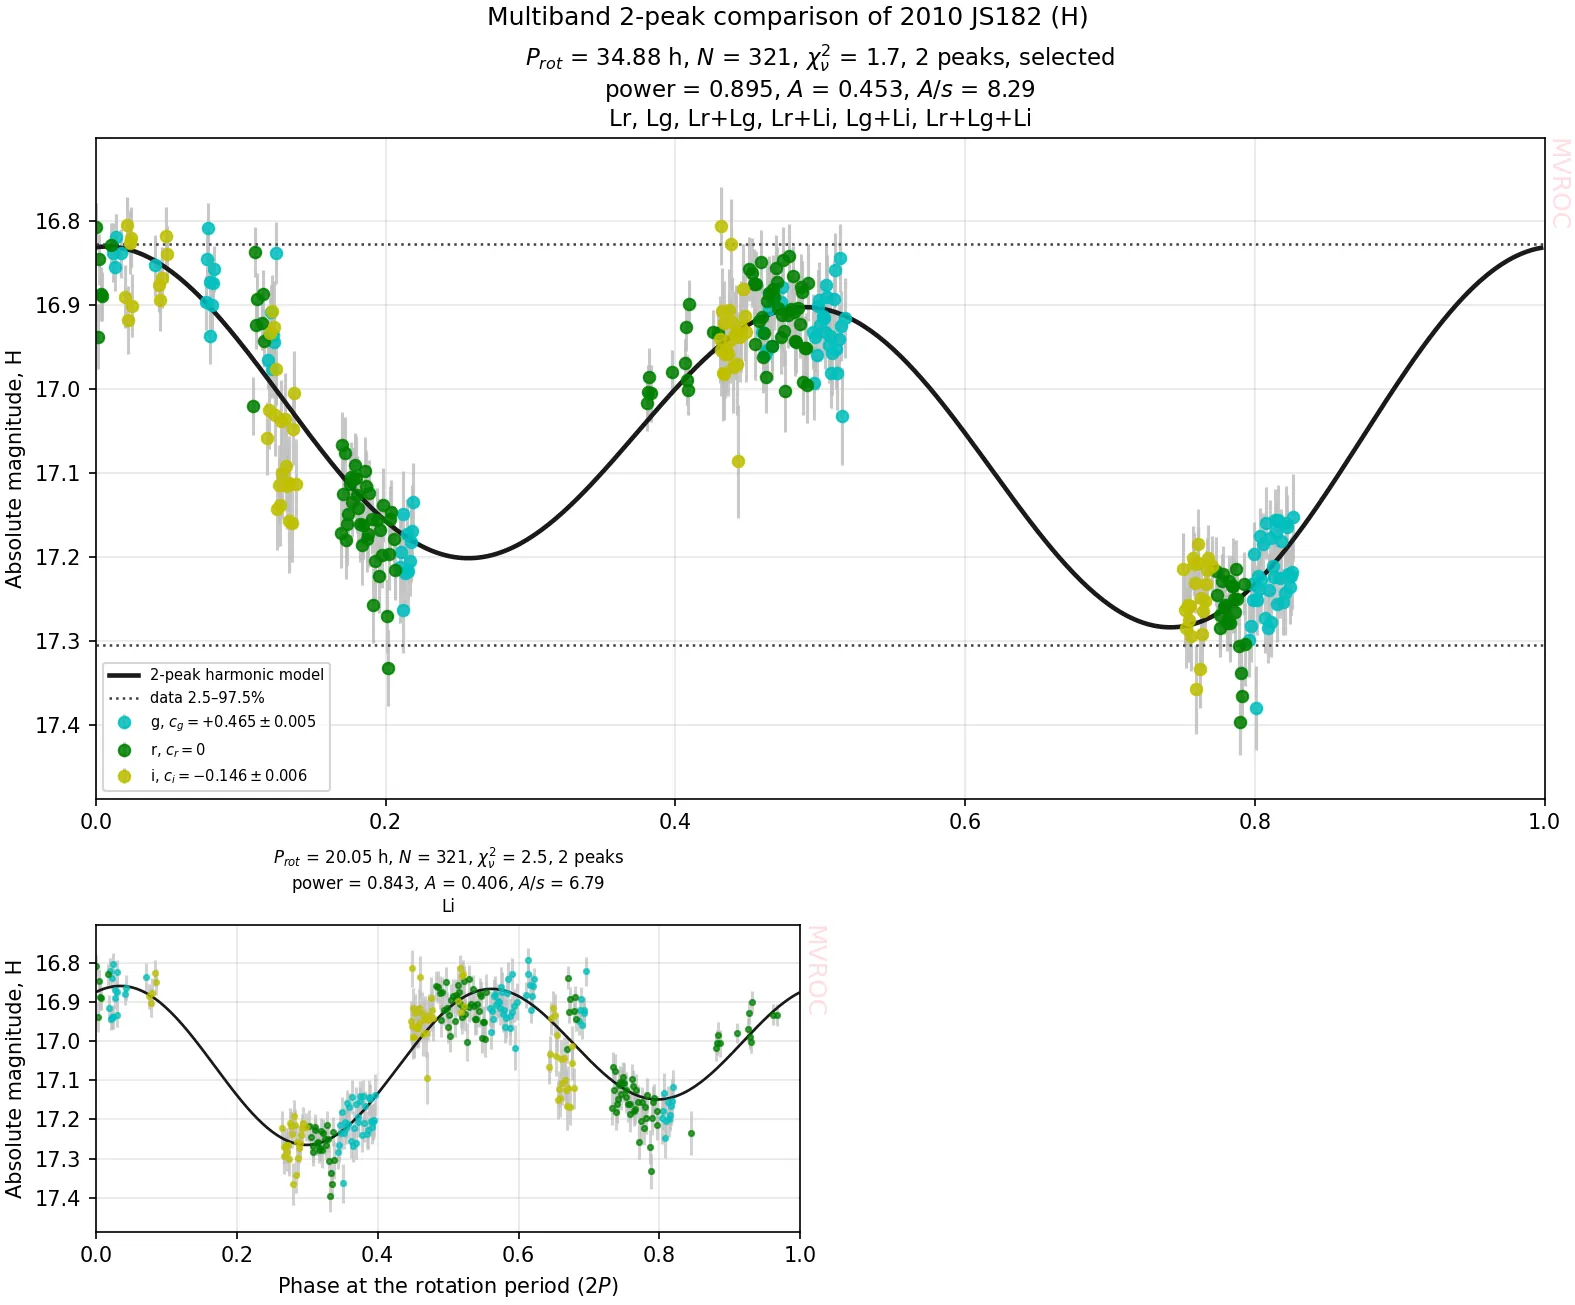 Multiband 2-peak comparison of 2010 JS182 (H)
P_rot = 34.88 h, N = 321, χ²_ν = 1.7, 2 peaks, selected
power = 0.895, A = 0.453, A/s = 8.29
Lr, Lg, Lr+Lg, Lr+Li, Lg+Li, Lr+Lg+Li
MVROC
Absolute magnitude, H
16.8
16.9
17.0
17.1
17.2
17.3
17.4
2-peak harmonic model
data 2.5–97.5%
g, c_g = +0.465 ± 0.005
r, c_r = 0
i, c_i = −0.146 ± 0.006
0.0 0.2 0.4 0.6 0.8 1.0
P_rot = 20.05 h, N = 321, χ²_ν = 2.5, 2 peaks
power = 0.843, A = 0.406, A/s = 6.79
Li
MVROC
Absolute magnitude, H
16.8
16.9
17.0
17.1
17.2
17.3
17.4
0.0 0.2 0.4 0.6 0.8 1.0
Phase at the rotation period (2P)